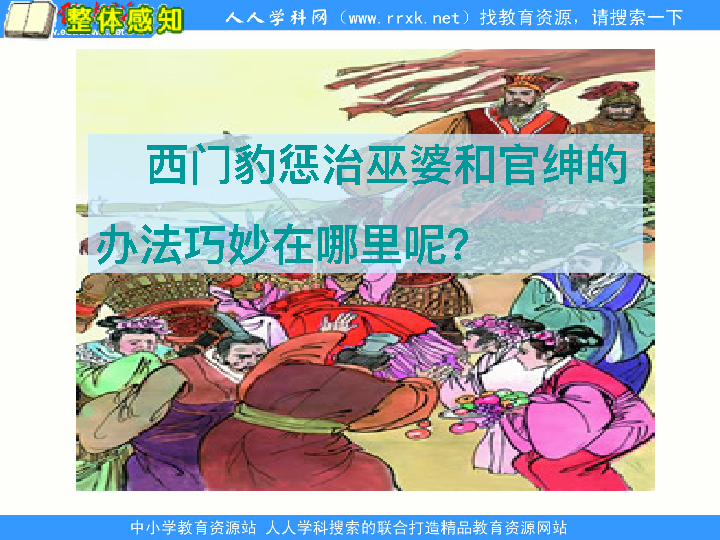 整体感知
人人学科网（www.rrxk.net）找教育资源，请搜索一下
西门豹惩治巫婆和官绅的
办法巧妙在哪里呢？
中小学教育资源站 人人学科搜索的联合打造精品教育资源网站